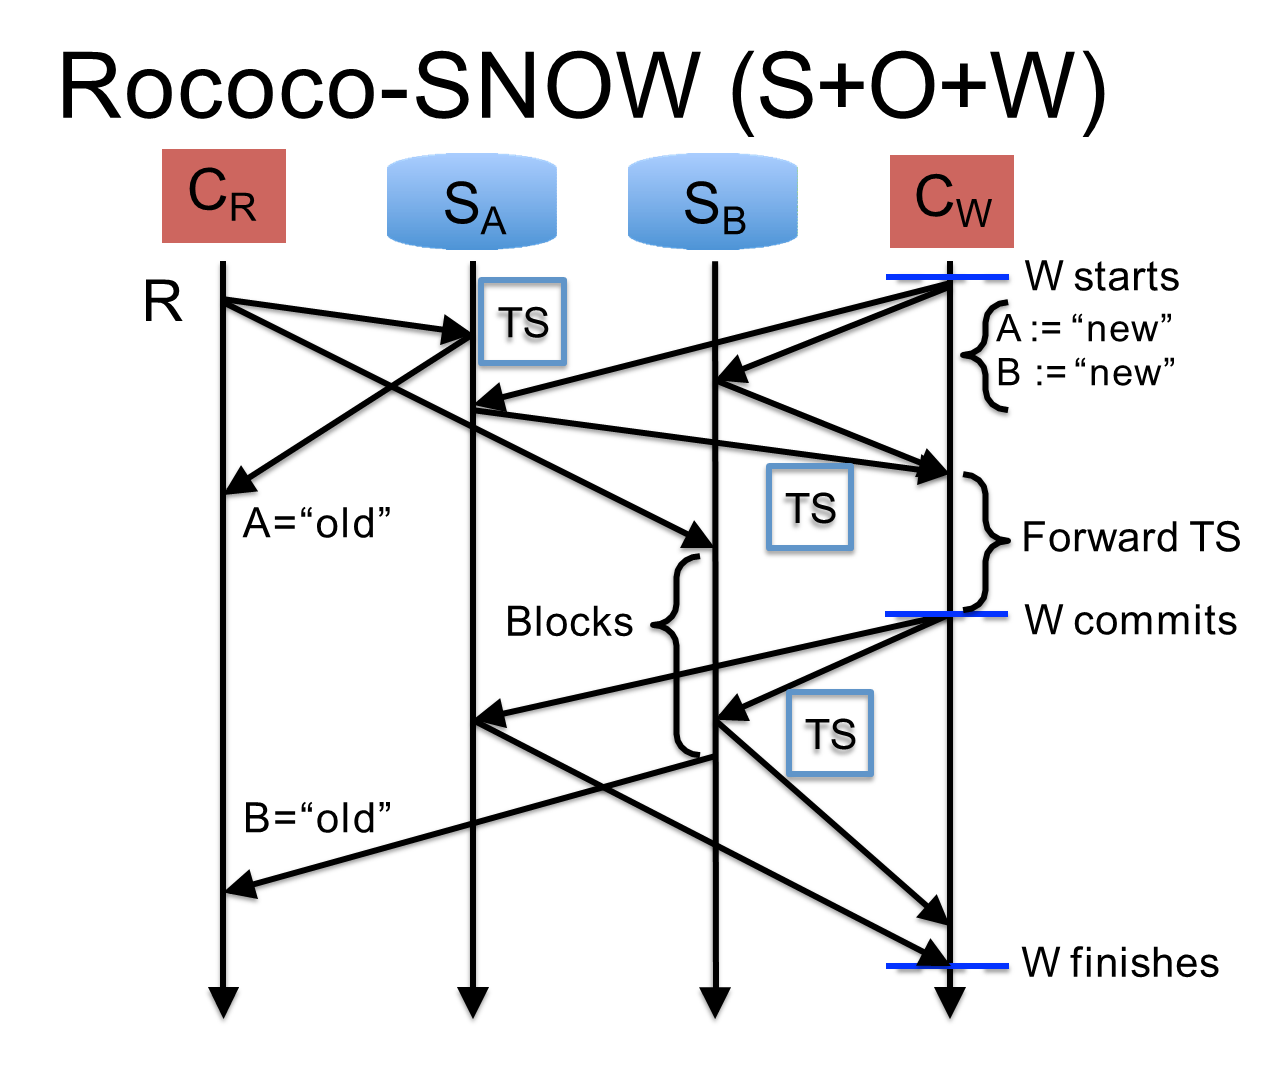 Rococo-SNOW (S+O+W)
CR
SA
SB
CW
W starts
R
TS
A := “new”
B := “new”
TS
A=“old”
Forward TS
Blocks
W commits
TS
B=“old”
W finishes